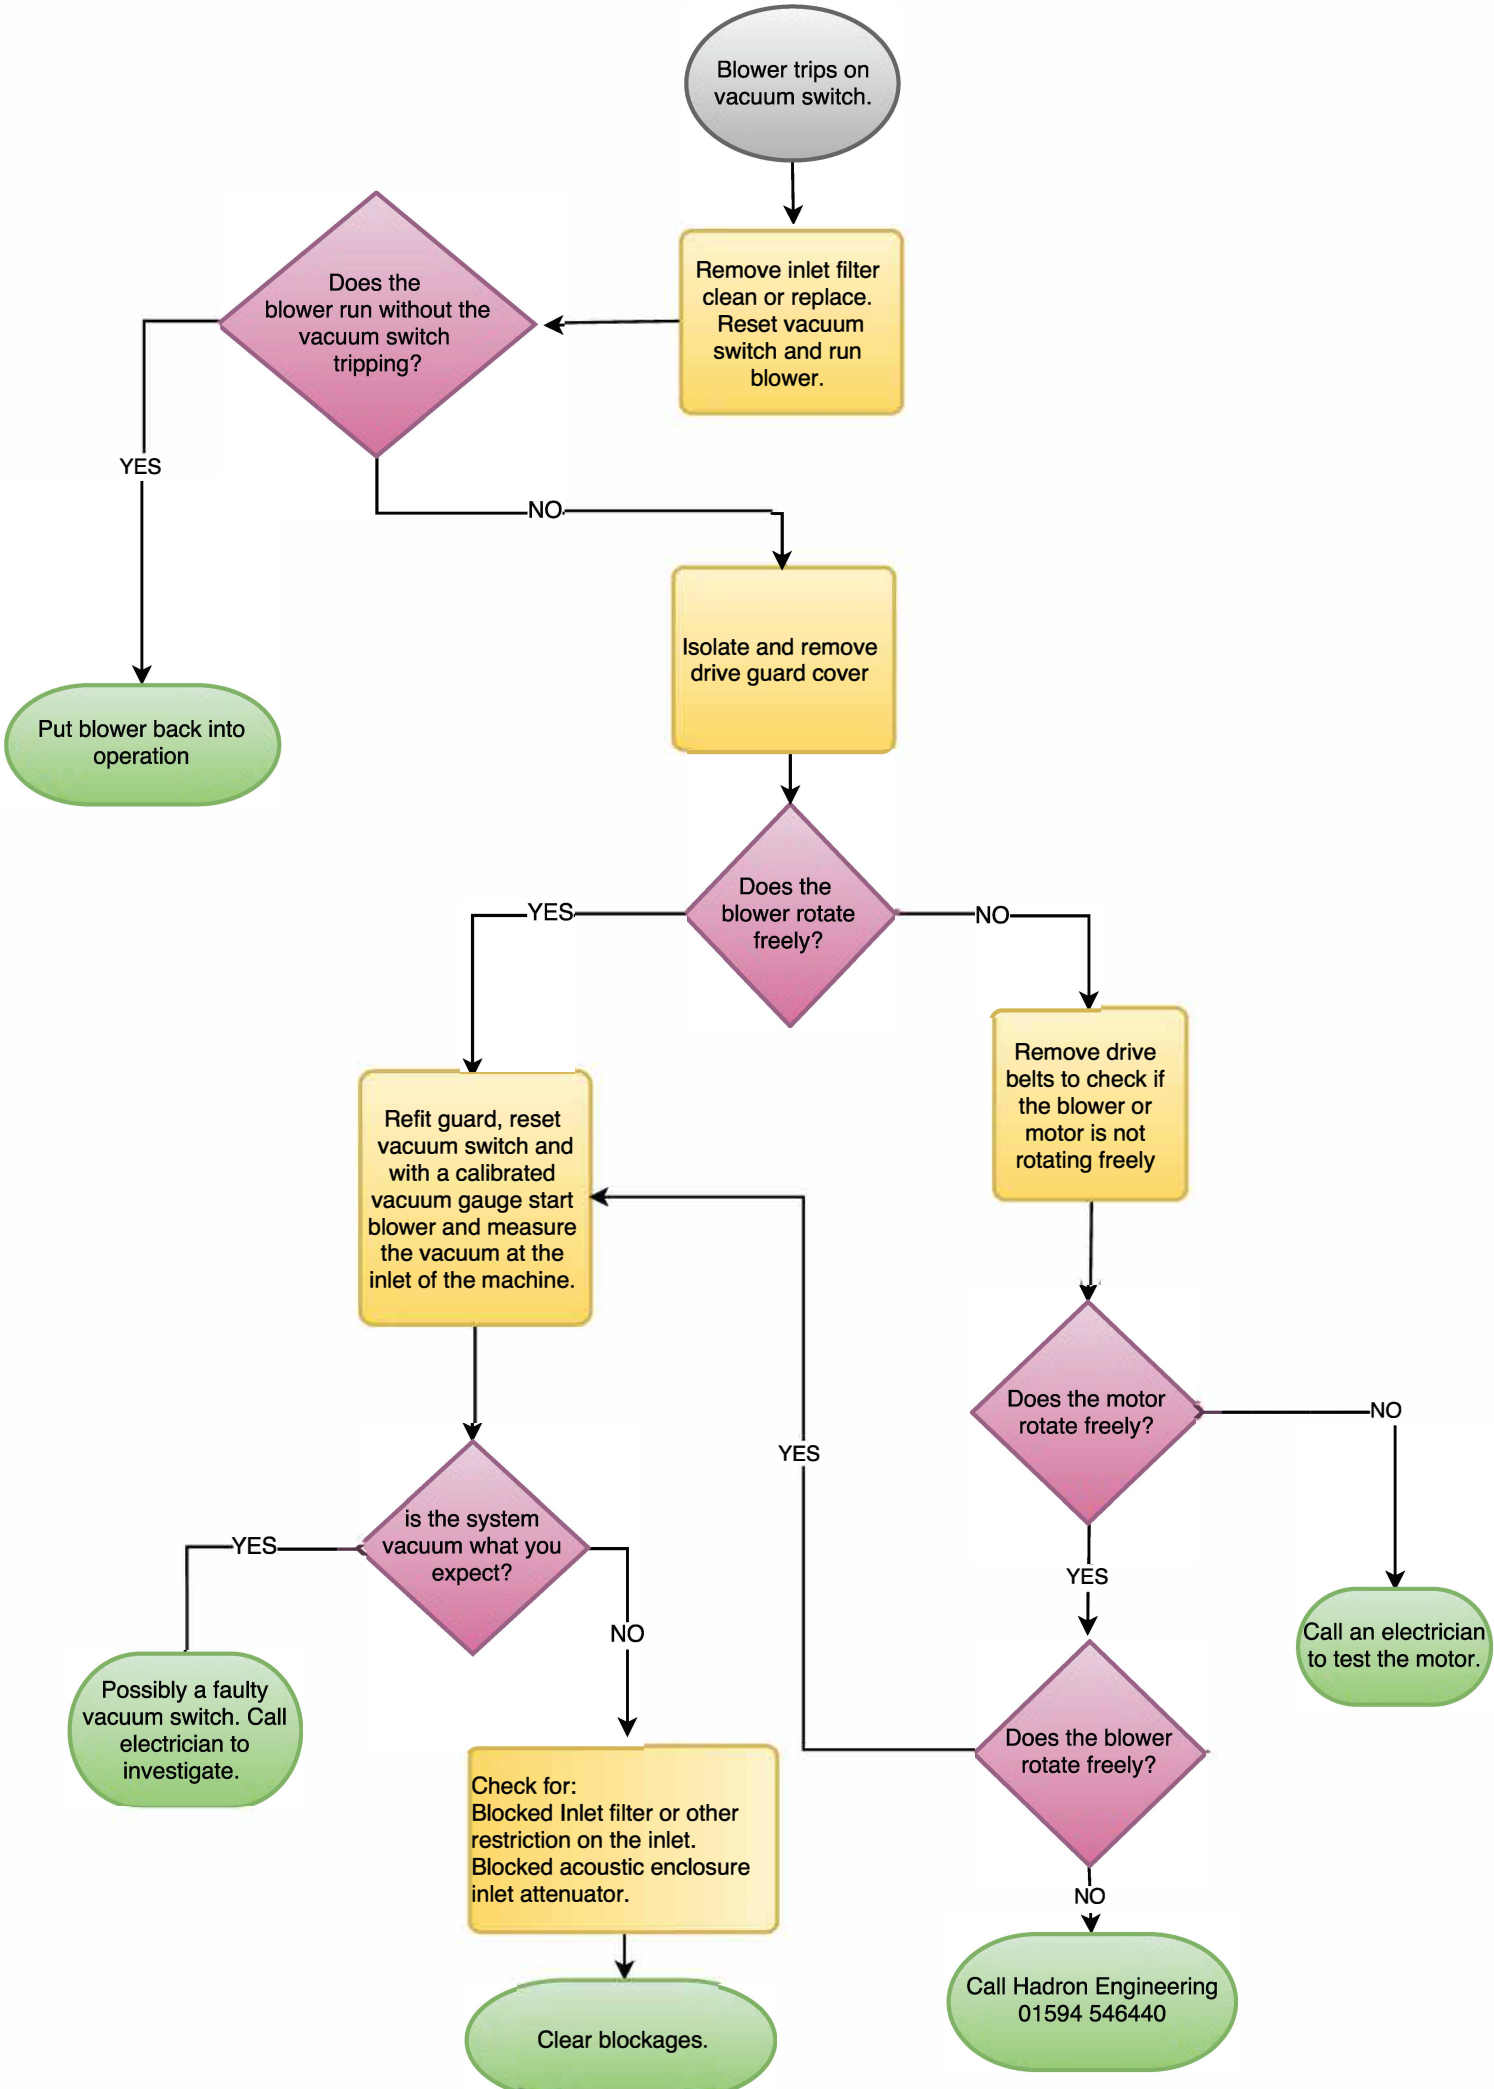 Blower trips on
vacuum switch.
Remove inlet filter
clean or replace.
Reset vacuum
switch and run
blower.
Does the
blower run without the
vacuum switch
tripping?
YES
NO
Put blower back into
operation
Isolate and remove
drive guard cover
Does the
blower rotate
freely?
YES
NO
Refit guard, reset
vacuum switch and
with a calibrated
vacuum gauge start
blower and measure
the vacuum at the
inlet of the machine.
Remove drive
belts to check if
the blower or
motor is not
rotating freely
Does the motor
rotate freely?
NO
YES
Call an electrician
to test the motor.
Does the blower
rotate freely?
YES
NO
Call Hadron Engineering
01594 546440
is the system
vacuum what you
expect?
YES
NO
Possibly a faulty
vacuum switch. Call
electrician to
investigate.
Check for:
Blocked Inlet filter or other
restriction on the inlet.
Blocked acoustic enclosure
inlet attenuator.
Clear blockages.